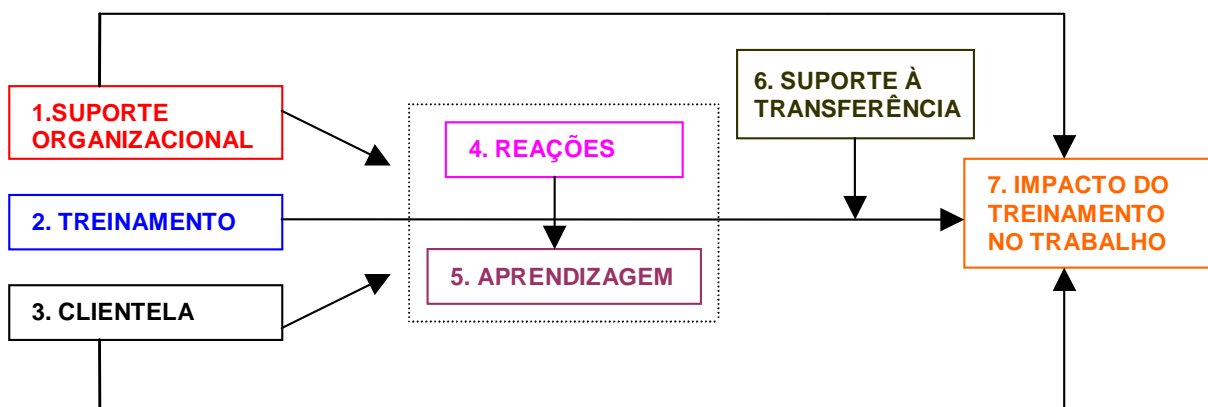 1.SUPORTE
ORGANIZACIONAL
2. TREINAMENTO
3. CLIENTELA
4. REAÇÕES
5. APRENDIZAGEM
6. SUPORTE À
TRANSFERÊNCIA
7. IMPACTO DO
TREINAMENTO
NO TRABALHO